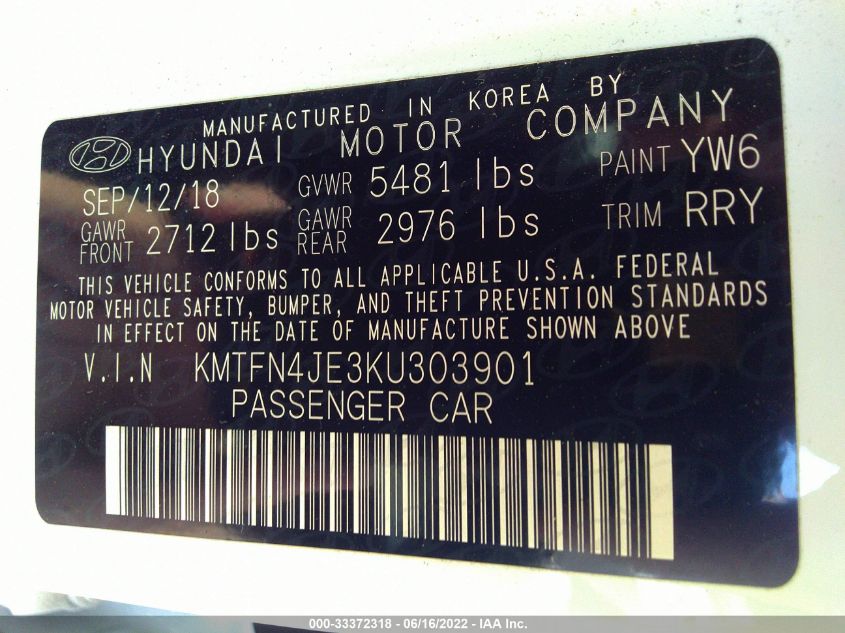 MANUFACTURED IN KOREA BY
HYUNDAI MOTOR COMPANY
SEP/12/18 GVWR 5481 lbs PAINT YW6
GAWR FRONT 2712 lbs GAWR REAR 2976 lbs TRIM RRY
THIS VEHICLE CONFORMS TO ALL APPLICABLE U.S.A. FEDERAL
MOTOR VEHICLE SAFETY, BUMPER, AND THEFT PREVENTION STANDARDS
IN EFFECT ON THE DATE OF MANUFACTURE SHOWN ABOVE
V.I.N KMTFN4JE3KU303901
PASSENGER CAR
000-33372318 - 06/16/2022 - IAA Inc.